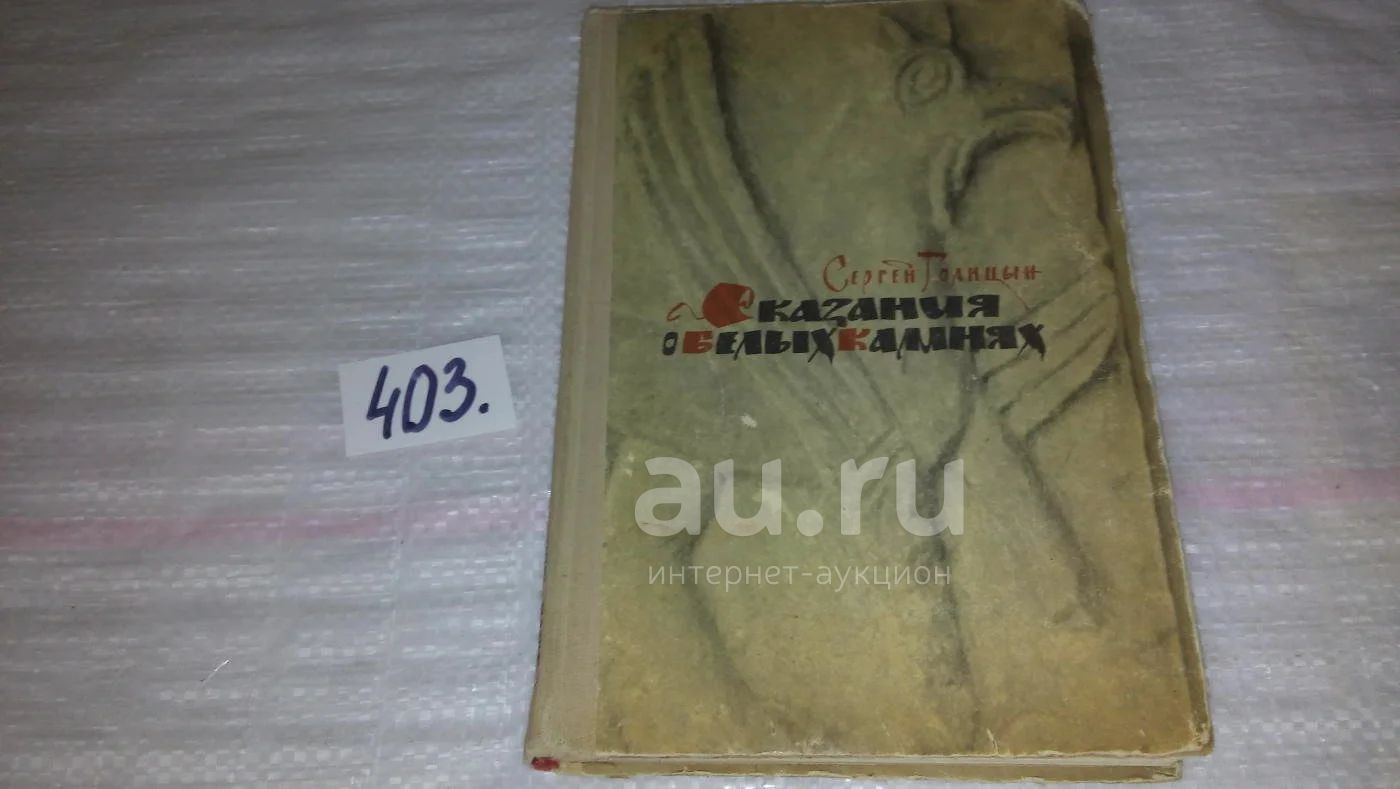 Сергей Голицын
Сказания
о белых камнях
403.
au.ru
интернет-аукцион